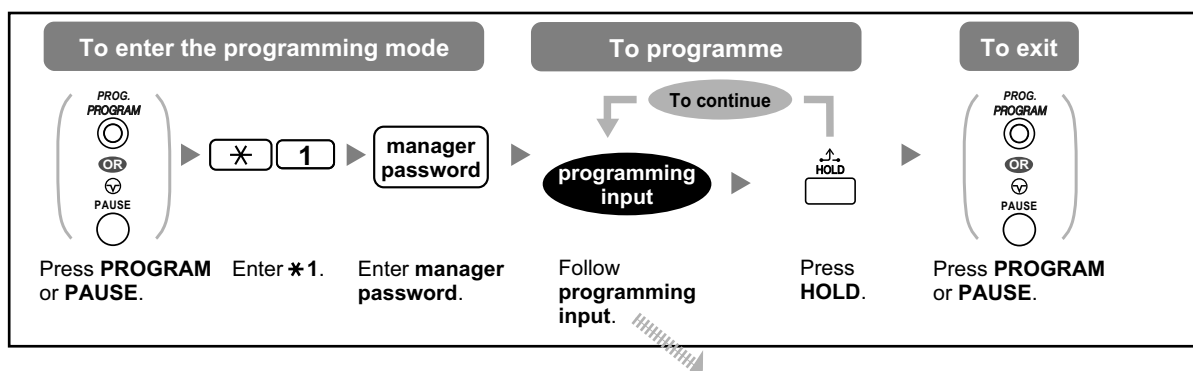 To enter the programming mode
To programme
To exit
PROG.
PROGRAM
OR
PAUSE
* 1
manager
password
To continue
programming
input
HOLD
PROG.
PROGRAM
OR
PAUSE
Press PROGRAM
or PAUSE.
Enter *1.
Enter manager
password.
Follow
programming
input.
Press
HOLD.
Press PROGRAM
or PAUSE.